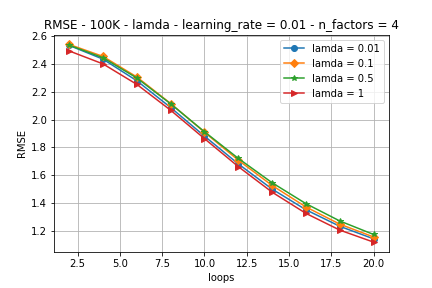 RMSE - 100K - lamda - learning_rate = 0.01 - n_factors = 4
2.6
2.4
2.2
2.0
1.8
1.6
1.4
1.2
RMSE
lamda = 0.01
lamda = 0.1
lamda = 0.5
lamda = 1
2.5 5.0 7.5 10.0 12.5 15.0 17.5 20.0
loops